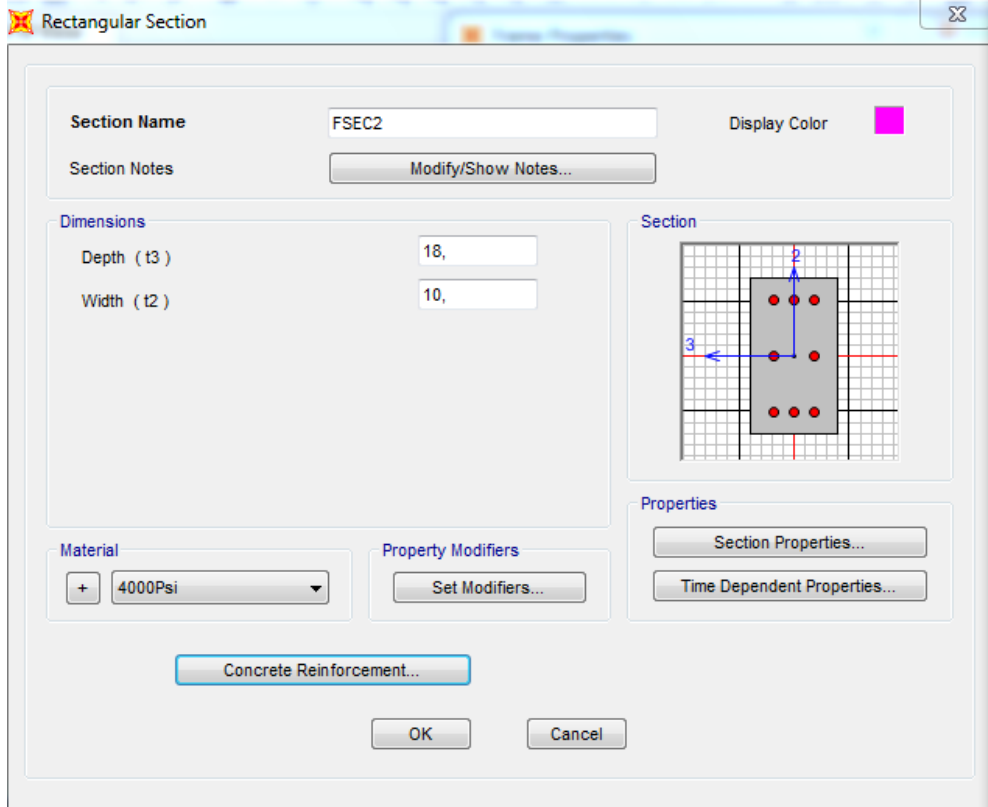 Rectangular Section
Section Name FSEC2 Display Color
Section Notes Modify/Show Notes...
Dimensions
Depth ( t3 ) 18,
Width ( t2 ) 10,
Section
2
3
Properties
Section Properties...
Time Dependent Properties...
Material
+ 4000Psi
Property Modifiers
Set Modifiers...
Concrete Reinforcement...
OK Cancel